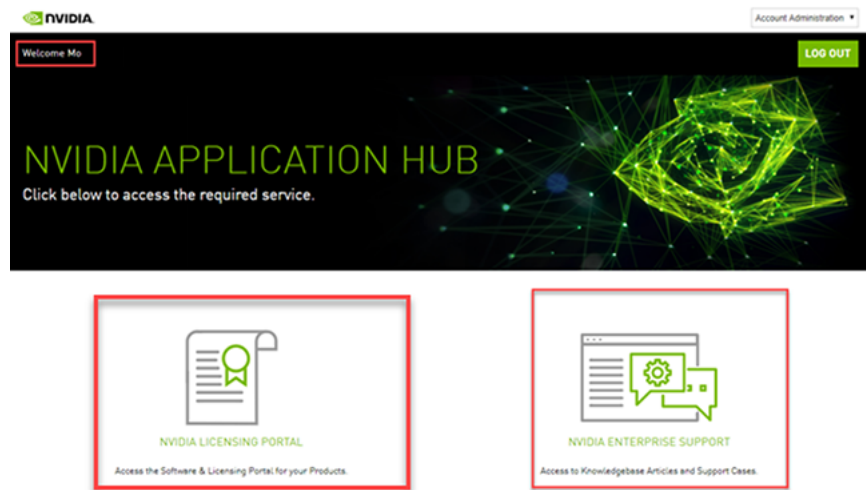 NVIDIA.
Account Administration
Welcome Mo
LOG OUT
NVIDIA APPLICATION HUB
Click below to access the required service.
NVIDIA LICENSING PORTAL
Access the Software & Licensing Portal for your Products.
NVIDIA ENTERPRISE SUPPORT
Access to Knowledgebase Articles and Support Cases.